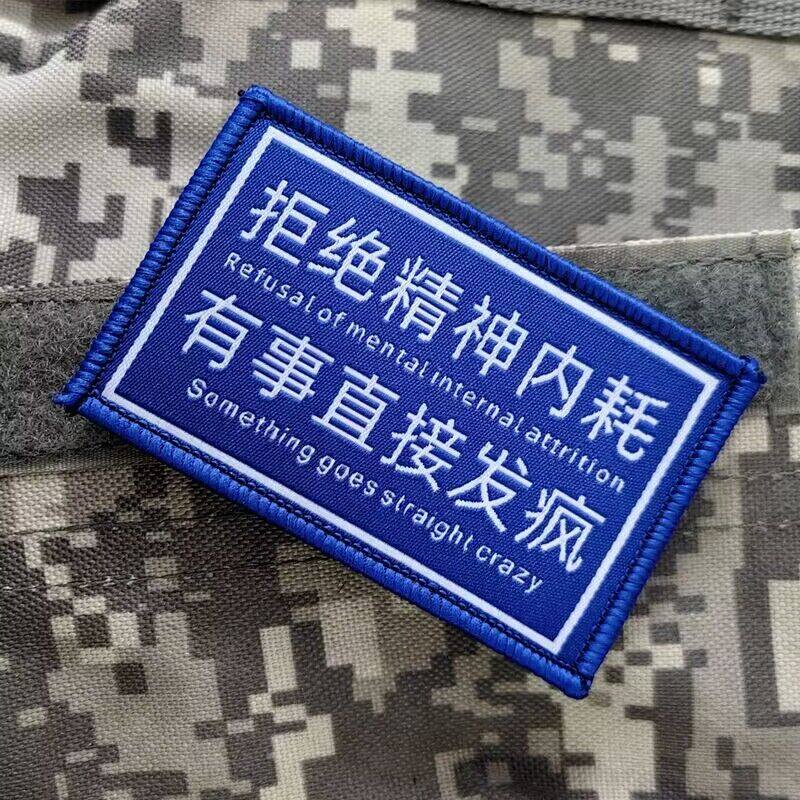 拒绝精神内耗
Refusal of mental internal attrition
有事直接发疯
Something goes straight crazy